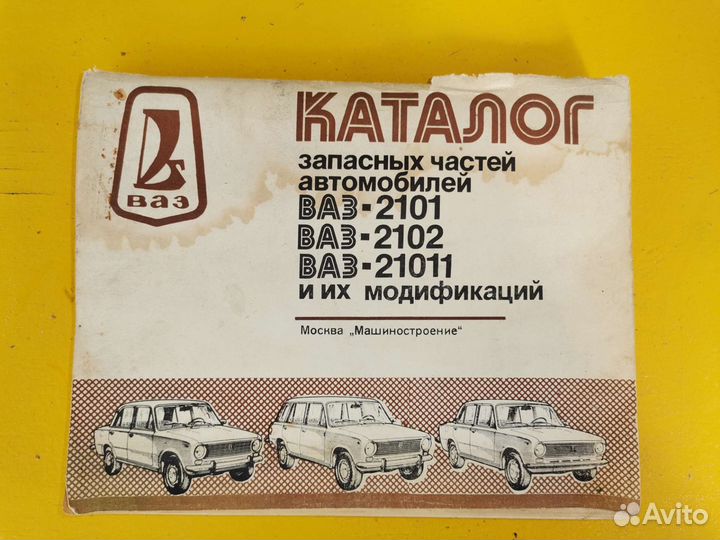 ваз
КАТАЛОГ
запасных частей
автомобилей
ВАЗ-2101
ВАЗ-2102
ВАЗ-21011
и их модификаций
Москва „Машиностроение“
Avito